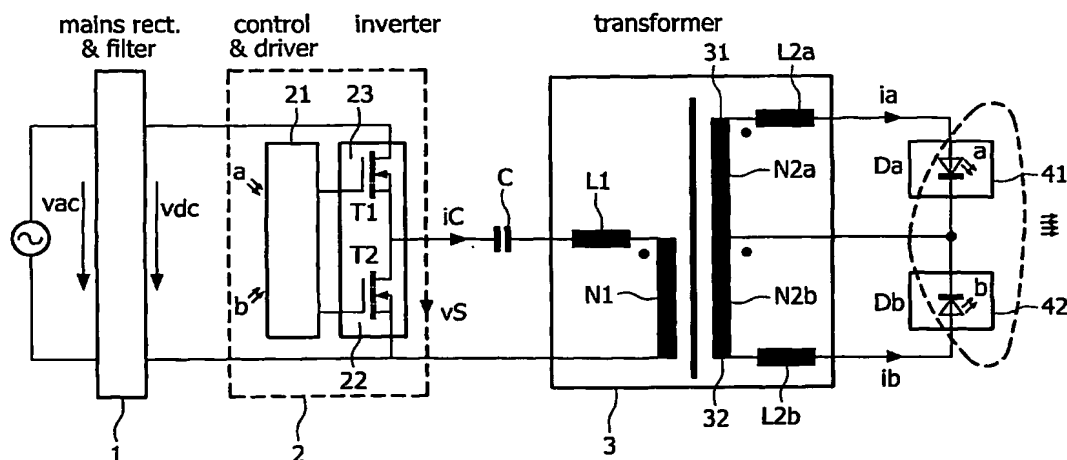 mains rect.
& filter
control
& driver
inverter
transformer
21
23
31
L2a
ia
a
Da
a
41
vac
vdc
T1
iC
C
L1
N2a
T2
N1
N2b
b
vS
Db
b
42
22
ib
1
2
3
32
L2b